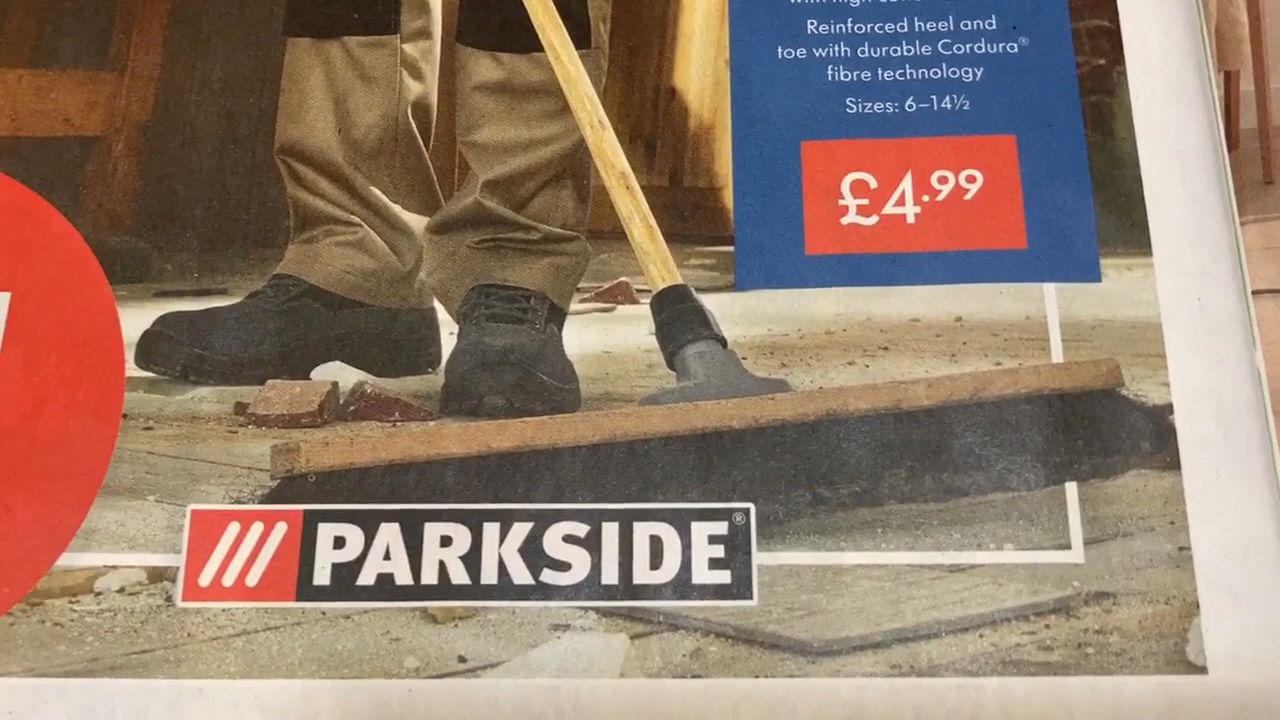 Reinforced heel and
toe with durable Cordura®
fibre technology
Sizes: 6–14½
£4.99
PARKSIDE®